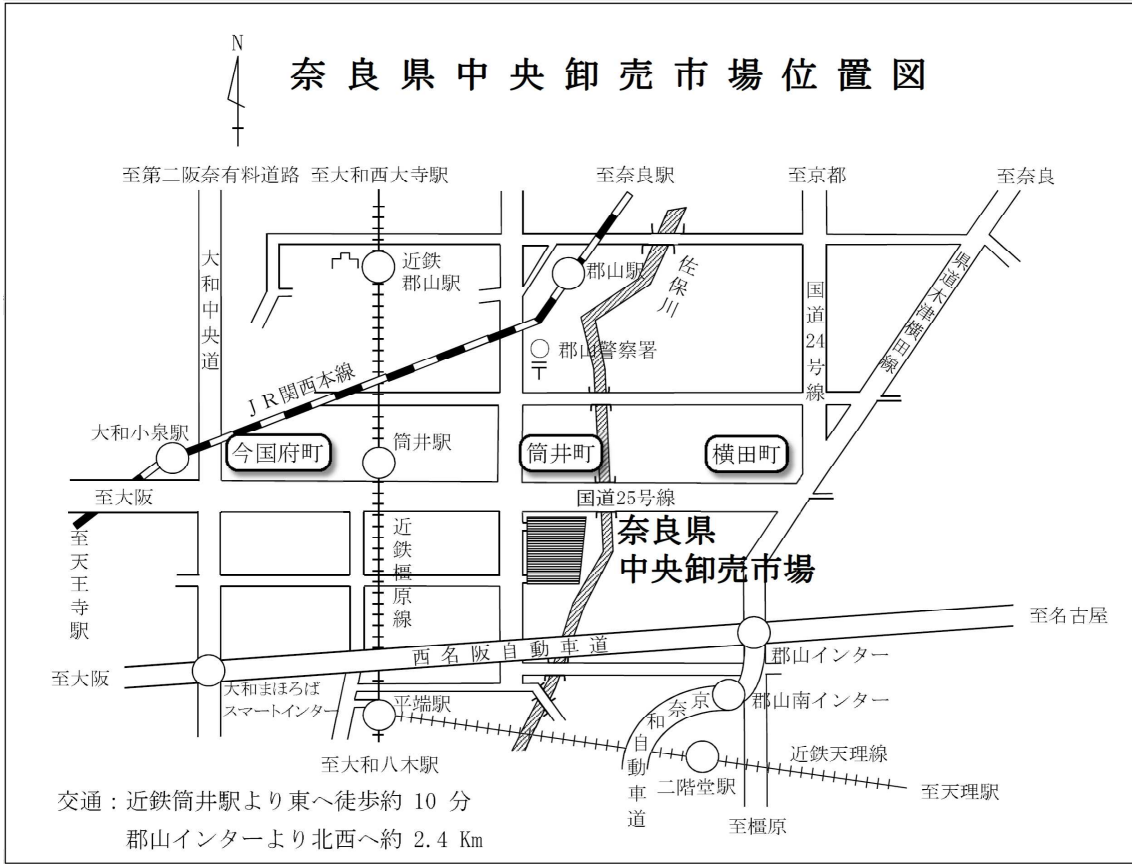 N
奈良県中央卸売市場位置図
至第二阪奈有料道路
至大和西大寺駅
至奈良駅
至京都
至奈良
大和中央道
近鉄
郡山駅
郡山駅
佐保川
国道24号線
県道木津横田線
郡山警察署
〒
JR関西本線
大和小泉駅
今国府町
筒井駅
筒井町
横田町
至大阪
国道25号線
至天王寺駅
近鉄橿原線
奈良県
中央卸売市場
至名古屋
西名阪自動車道
郡山インター
至大阪
大和まほろば
スマートインター
平端駅
京奈和自動車道
郡山南インター
近鉄天理線
至大和八木駅
二階堂駅
至天理駅
至橿原
交通：近鉄筒井駅より東へ徒歩約 10 分
郡山インターより北西へ約 2.4 Km